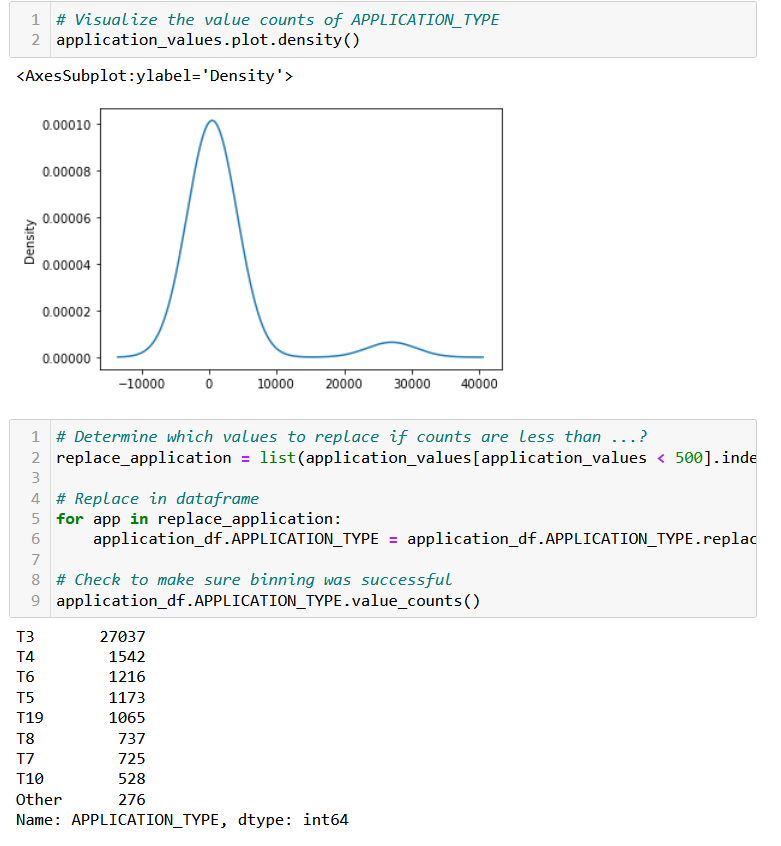 1 # Visualize the value counts of APPLICATION_TYPE
2 application_values.plot.density()
<AxesSubplot:ylabel='Density'>
0.00010
0.00008
0.00006
0.00004
0.00002
0.00000
Density
−10000 0 10000 20000 30000 40000
1 # Determine which values to replace if counts are less than ...?
2 replace_application = list(application_values[application_values < 500].inde
3
4 # Replace in dataframe
5 for app in replace_application:
6     application_df.APPLICATION_TYPE = application_df.APPLICATION_TYPE.replac
7
8 # Check to make sure binning was successful
9 application_df.APPLICATION_TYPE.value_counts()
T3 27037
T4 1542
T6 1216
T5 1173
T19 1065
T8 737
T7 725
T10 528
Other 276
Name: APPLICATION_TYPE, dtype: int64